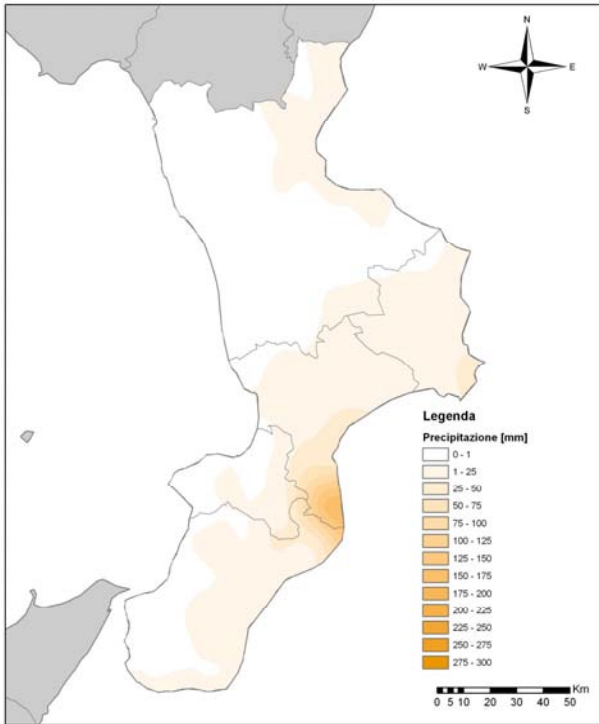 N
W E
S
Legenda
Precipitazione [mm]
0 - 1
1 - 25
25 - 50
50 - 75
75 - 100
100 - 125
125 - 150
150 - 175
175 - 200
200 - 225
225 - 250
250 - 275
275 - 300
Km
0 5 10 20 30 40 50